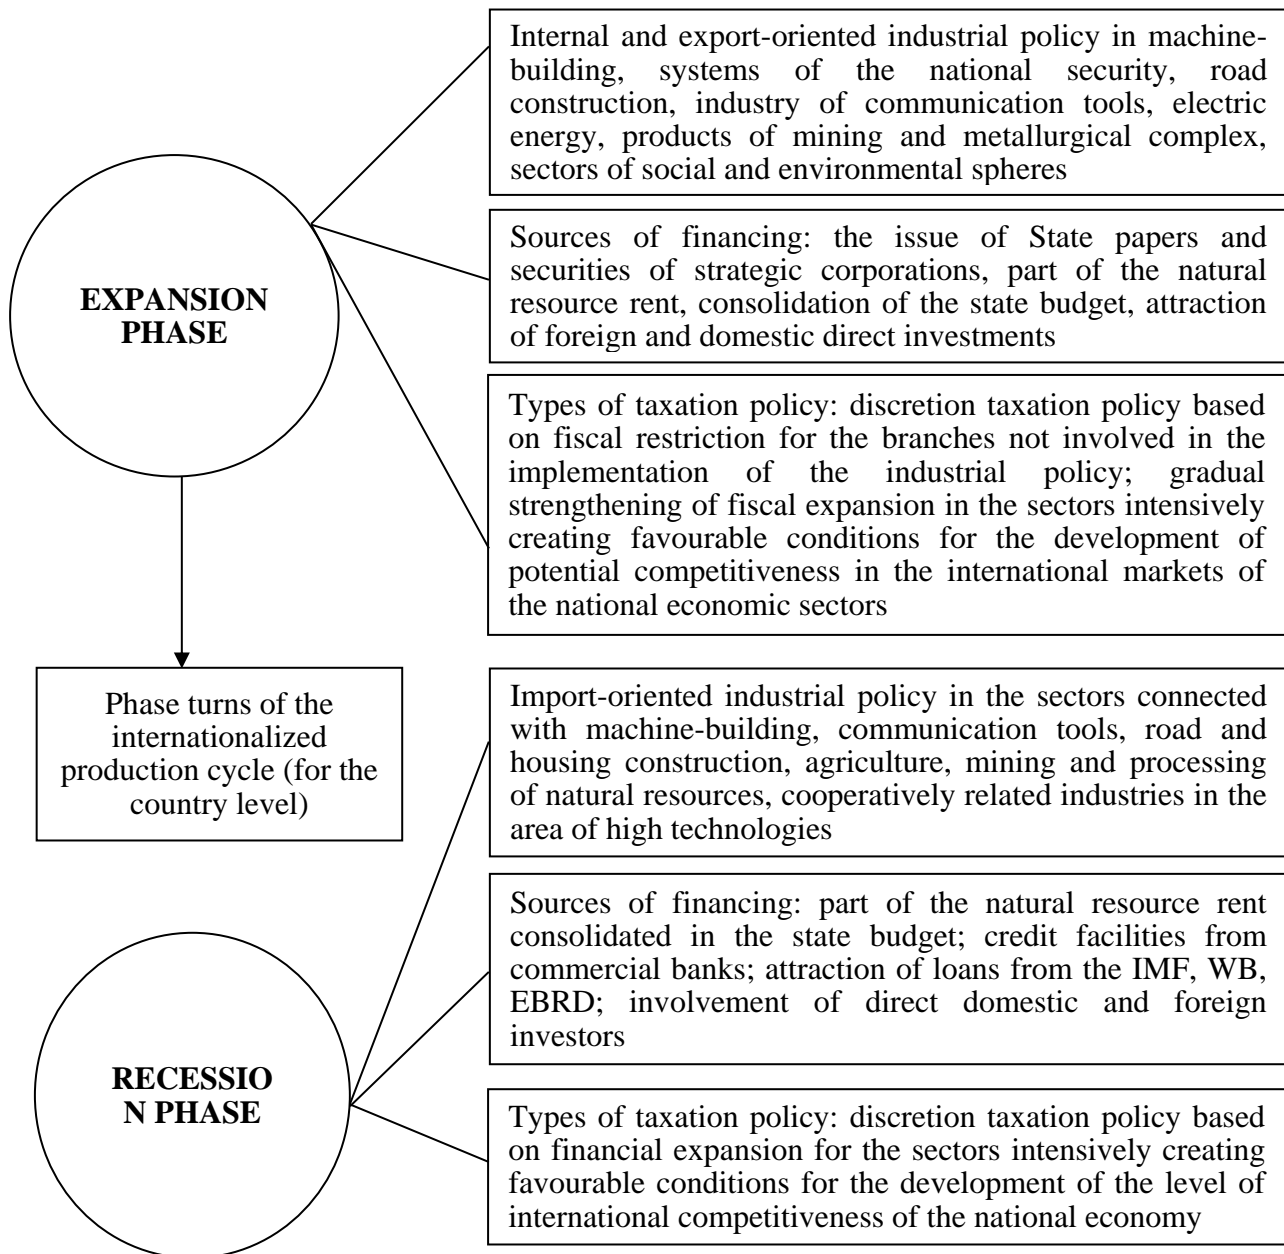 Internal and export-oriented industrial policy in machine-
building, systems of the national security, road
construction, industry of communication tools, electric
energy, products of mining and metallurgical complex,
sectors of social and environmental spheres
EXPANSION
PHASE
Sources of financing: the issue of State papers and
securities of strategic corporations, part of the natural
resource rent, consolidation of the state budget, attraction
of foreign and domestic direct investments
Types of taxation policy: discretion taxation policy based
on fiscal restriction for the branches not involved in the
implementation of the industrial policy; gradual
strengthening of fiscal expansion in the sectors intensively
creating favourable conditions for the development of
potential competitiveness in the international markets of
the national economic sectors
Phase turns of the
internationalized
production cycle (for the
country level)
Import-oriented industrial policy in the sectors connected
with machine-building, communication tools, road and
housing construction, agriculture, mining and processing
of natural resources, cooperatively related industries in the
area of high technologies
RECESSIO
N PHASE
Sources of financing: part of the natural resource rent
consolidated in the state budget; credit facilities from
commercial banks; attraction of loans from the IMF, WB,
EBRD; involvement of direct domestic and foreign
investors
Types of taxation policy: discretion taxation policy based
on financial expansion for the sectors intensively creating
favourable conditions for the development of the level of
international competitiveness of the national economy